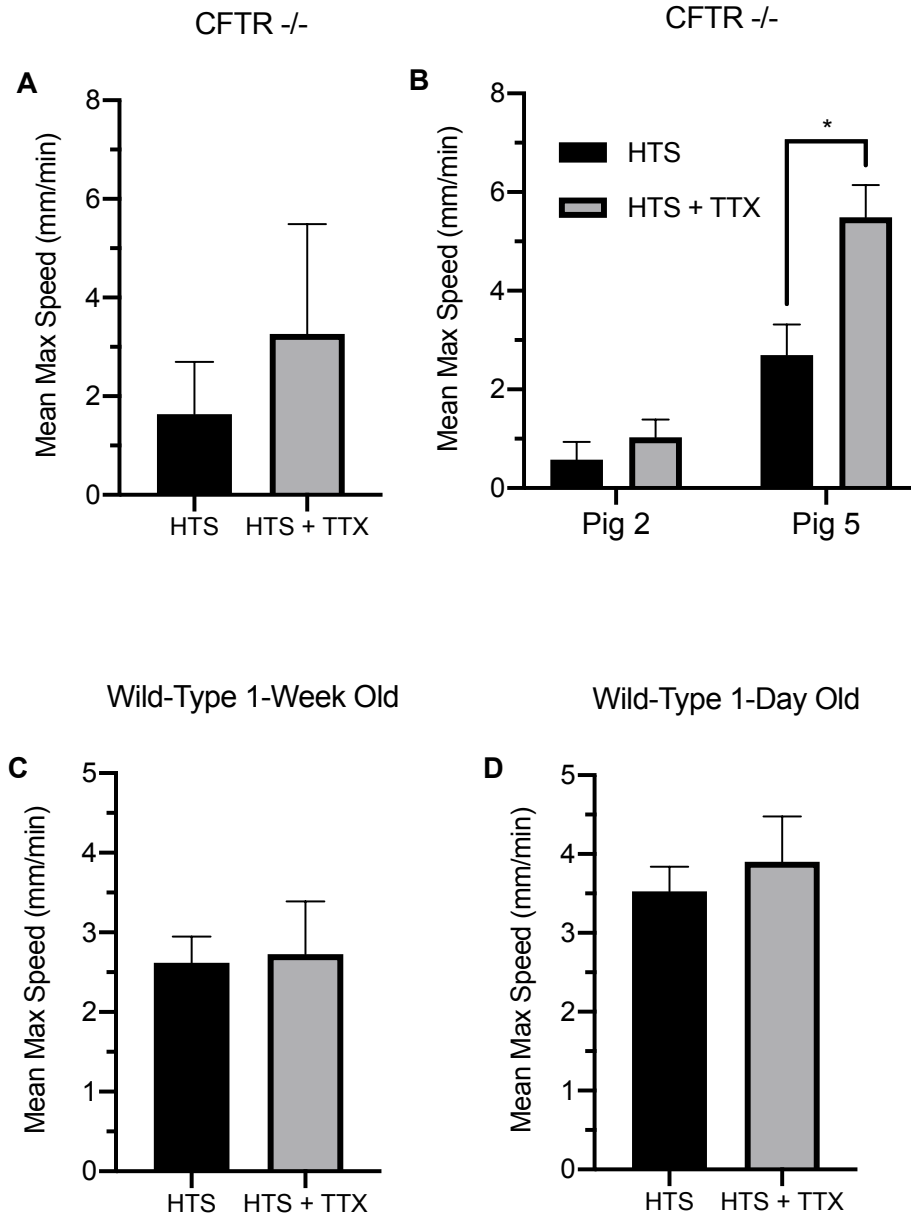 CFTR -/-
A
Mean Max Speed (mm/min)
8
6
4
2
0
HTS
HTS + TTX
CFTR -/-
B
Mean Max Speed (mm/min)
8
6
4
2
0
HTS
HTS + TTX
*
Pig 2
Pig 5
Wild-Type 1-Week Old
C
Mean Max Speed (mm/min)
5
4
3
2
1
0
HTS
HTS + TTX
Wild-Type 1-Day Old
D
Mean Max Speed (mm/min)
5
4
3
2
1
0
HTS
HTS + TTX